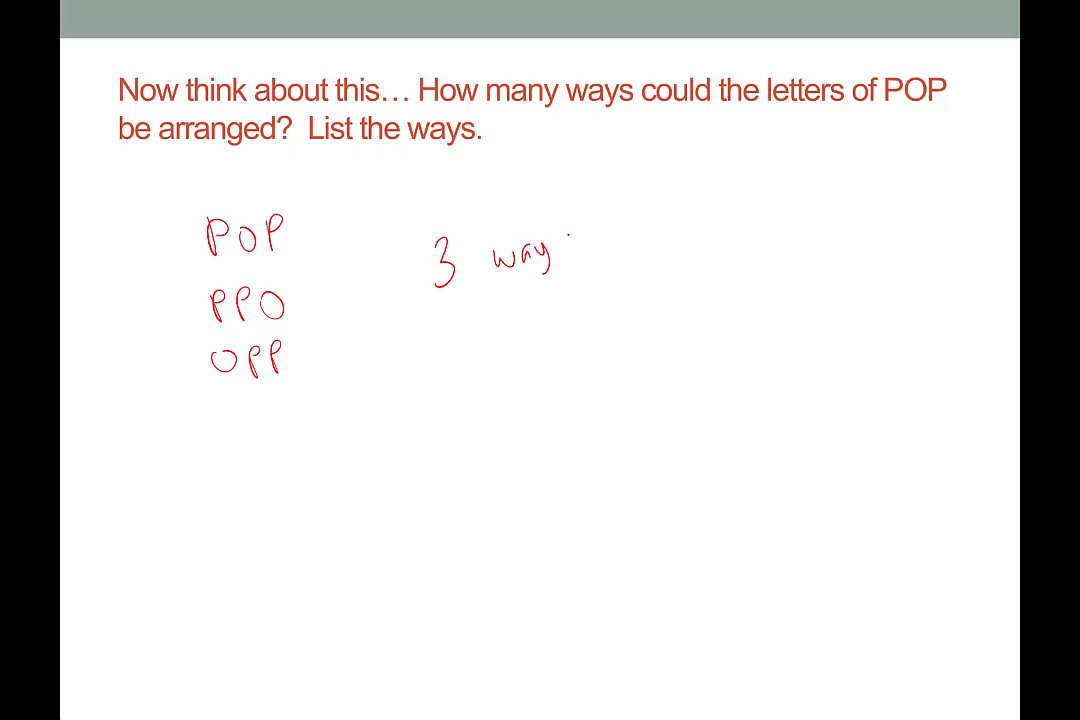 Now think about this… How many ways could the letters of POP
be arranged? List the ways.
POP
3 way
PPO
OPP